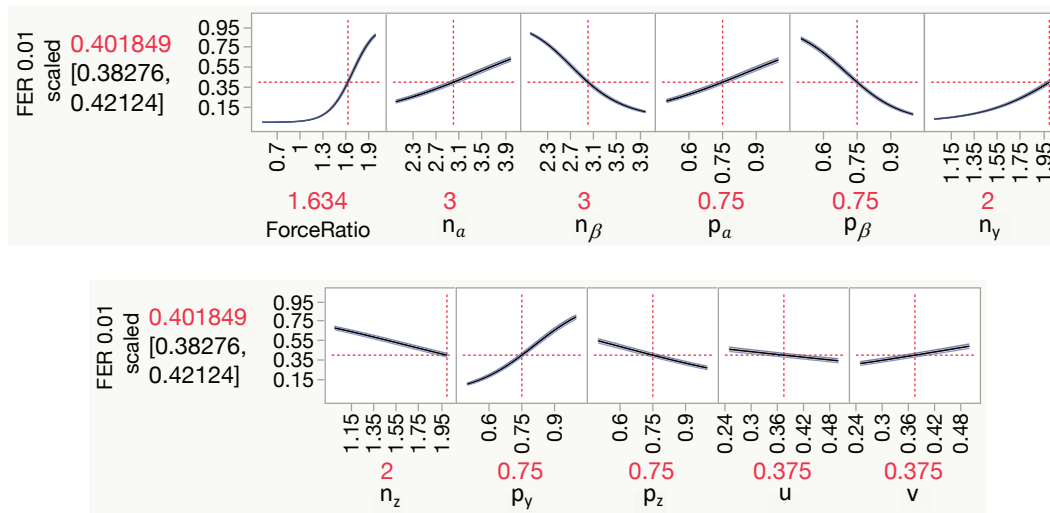 FER 0.01
scaled
0.401849
[0.38276,
0.42124]
0.95
0.75
0.55
0.35
0.15
0.7 1 1.3 1.6 1.9
2.3 2.7 3.1 3.5 3.9
2.3 2.7 3.1 3.5 3.9
0.6 0.75 0.9
0.6 0.75 0.9
1.15 1.35 1.55 1.75 1.95
1.634 3 3 0.75 0.75 2
ForceRatio n_a n_β p_a p_β n_y
FER 0.01
scaled
0.401849
[0.38276,
0.42124]
0.95
0.75
0.55
0.35
0.15
1.15 1.35 1.55 1.75 1.95
0.6 0.75 0.9
0.6 0.75 0.9
0.24 0.3 0.36 0.42 0.48
0.24 0.3 0.36 0.42 0.48
2 0.75 0.75 0.375 0.375
n_z p_y p_z u v